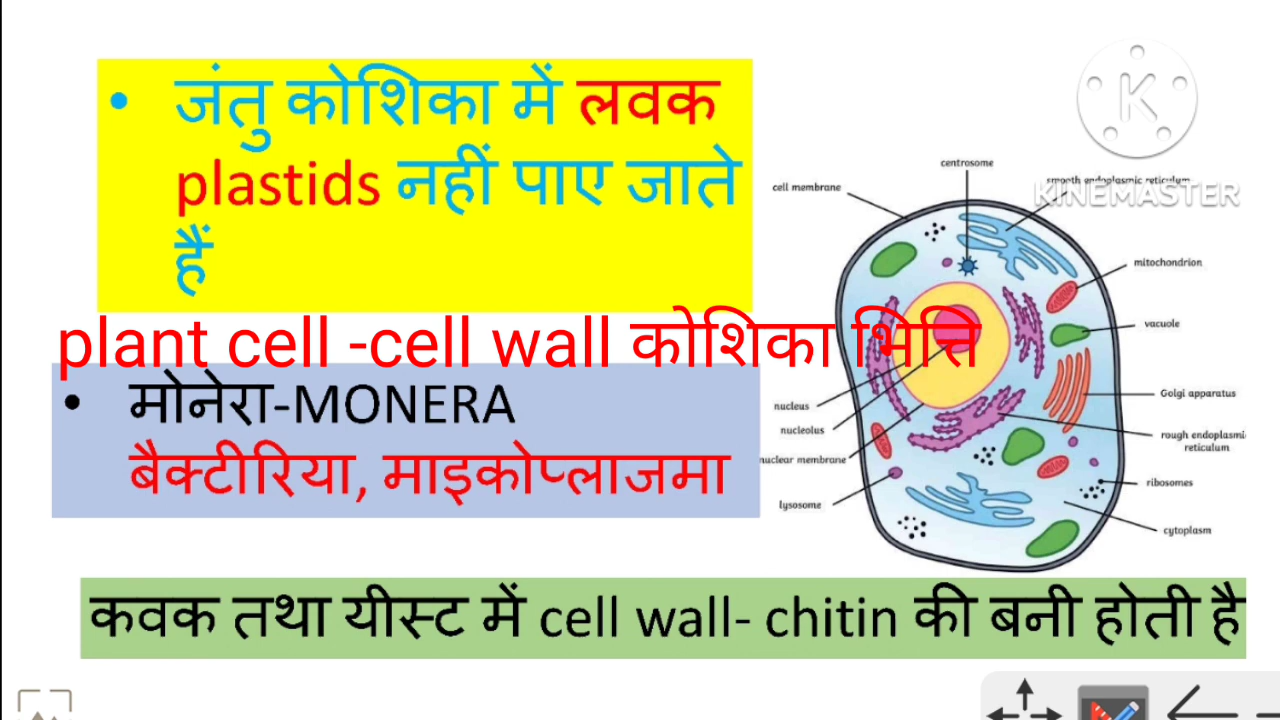 • जंतु कोशिका में लवक
plastids नहीं पाए जाते
हैं
plant cell -cell wall कोशिका भित्ति
• मोनेरा-MONERA
बैक्टीरिया, माइकोप्लाजमा
कवक तथा यीस्ट में cell wall- chitin की बनी होती है
K
KINEMASTER
centrosome
cell membrane
smooth endoplasmic reticulum
mitochondrion
vacuole
Golgi apparatus
nucleus
nucleolus
rough endoplasmi
reticulum
nuclear membrane
ribosomes
lysosome
cytoplasm